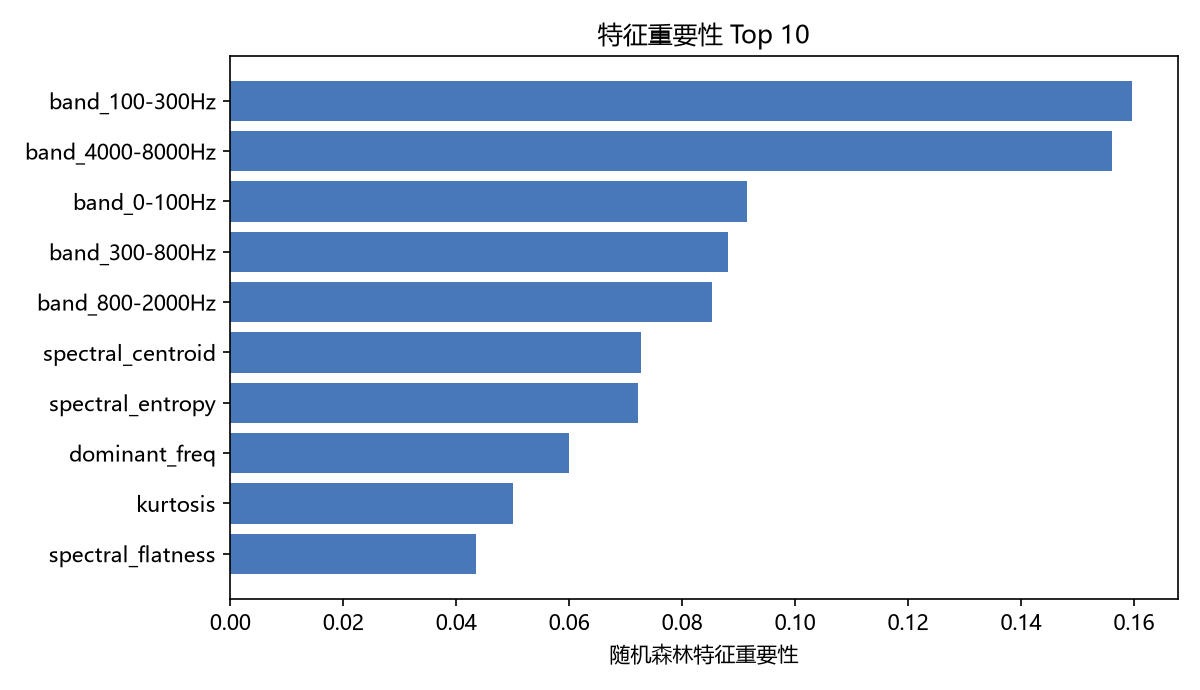 特征重要性 Top 10
band_100-300Hz
band_4000-8000Hz
band_0-100Hz
band_300-800Hz
band_800-2000Hz
spectral_centroid
spectral_entropy
dominant_freq
kurtosis
spectral_flatness
0.00 0.02 0.04 0.06 0.08 0.10 0.12 0.14 0.16
随机森林特征重要性